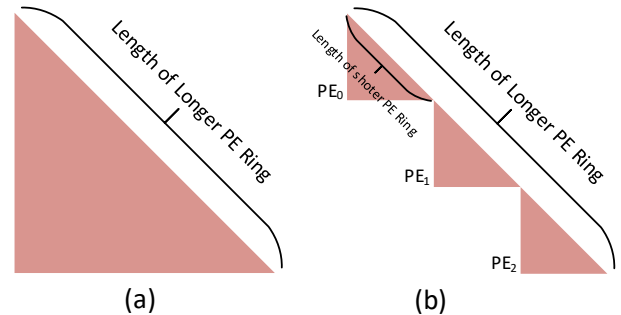 Length of Longer PE Ring
(a)
Length of shoter PE Ring
Length of Longer PE Ring
PE0
PE1
PE2
(b)